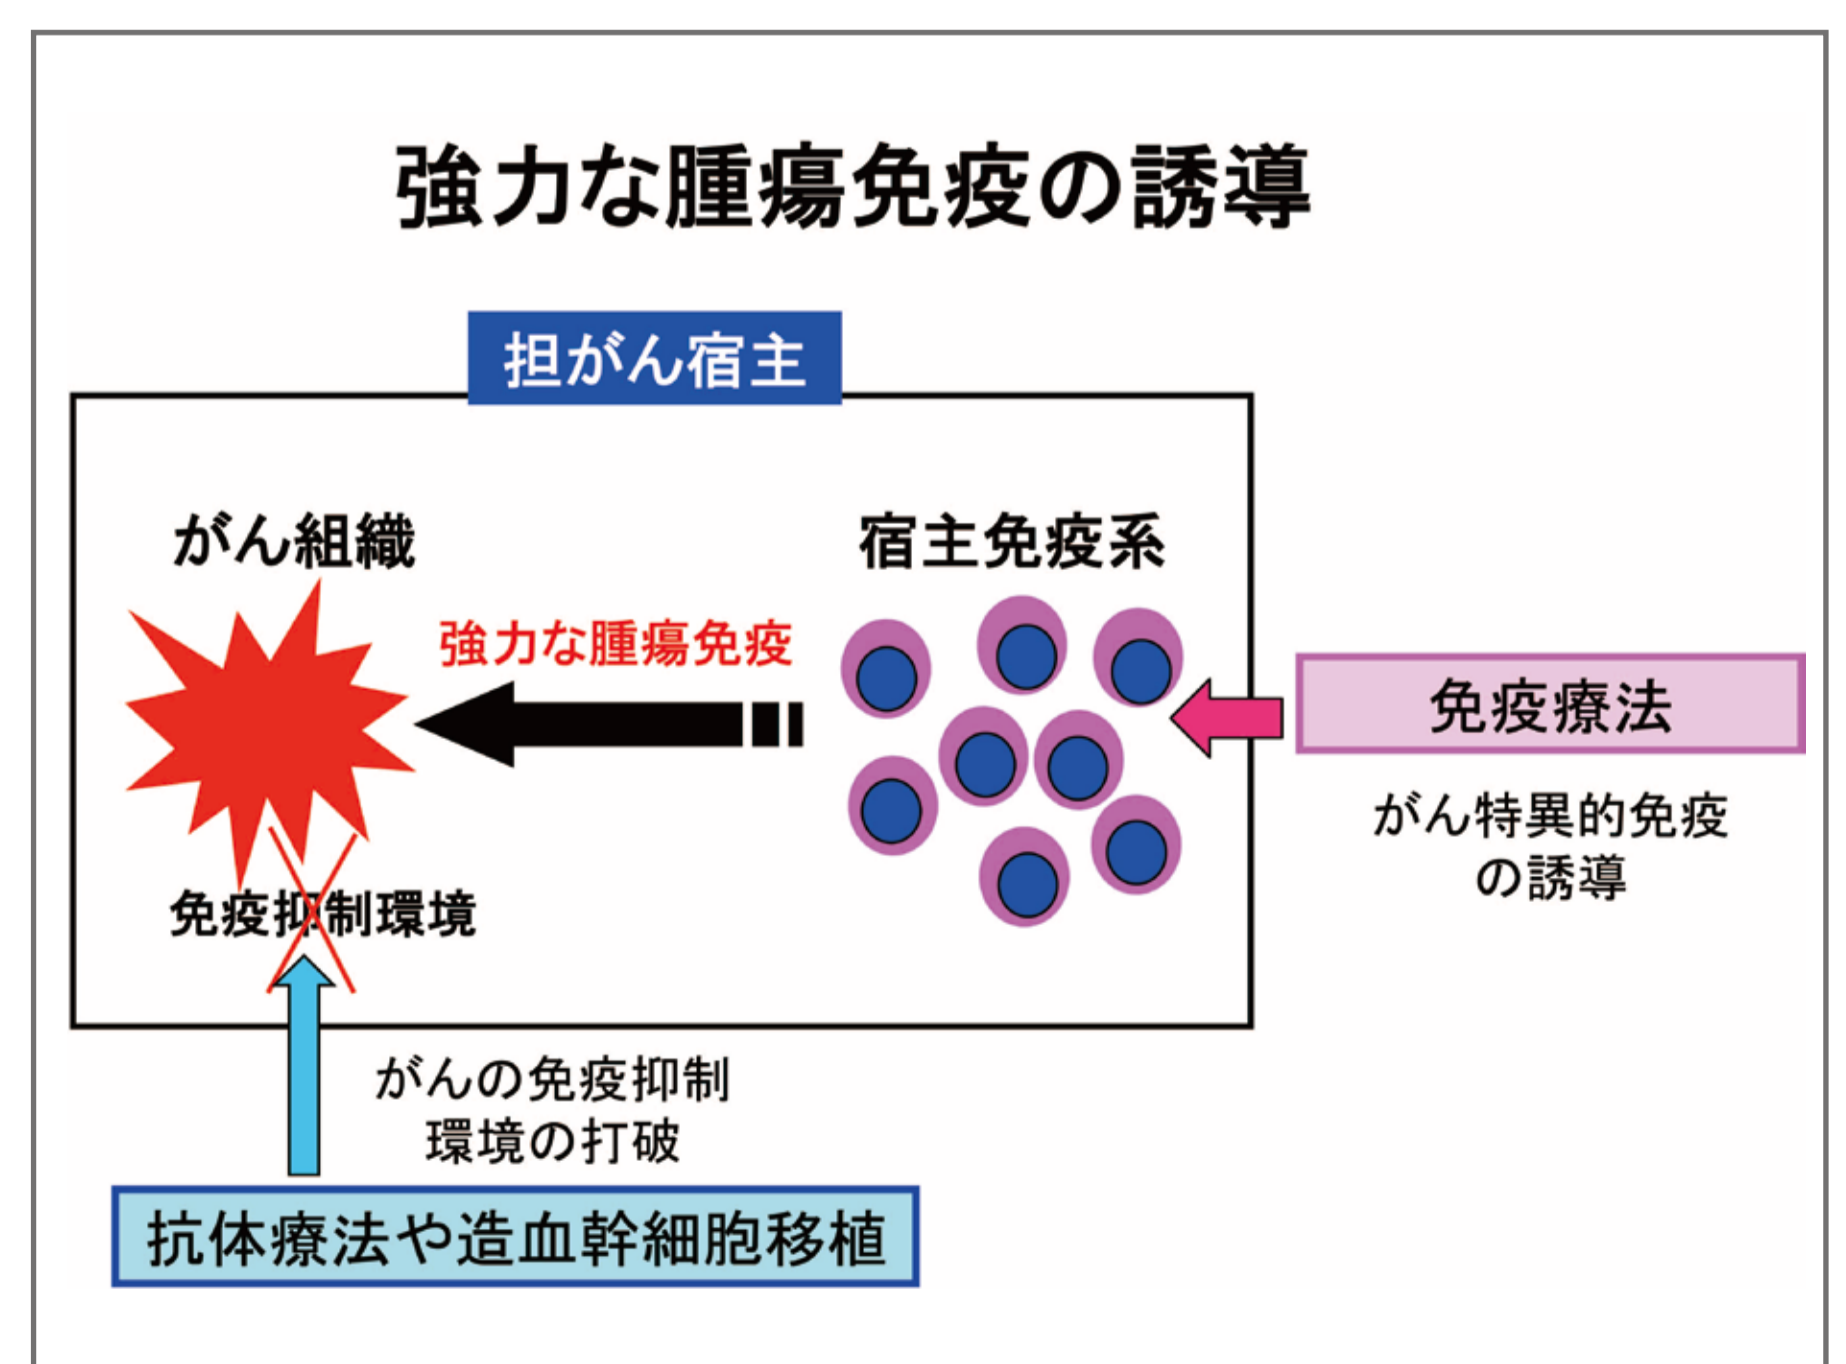 強力な腫瘍免疫の誘導
担がん宿主
がん組織
宿主免疫系
強力な腫瘍免疫
免疫療法
がん特異的免疫
の誘導
免疫抑制環境
がんの免疫抑制
環境の打破
抗体療法や造血幹細胞移植